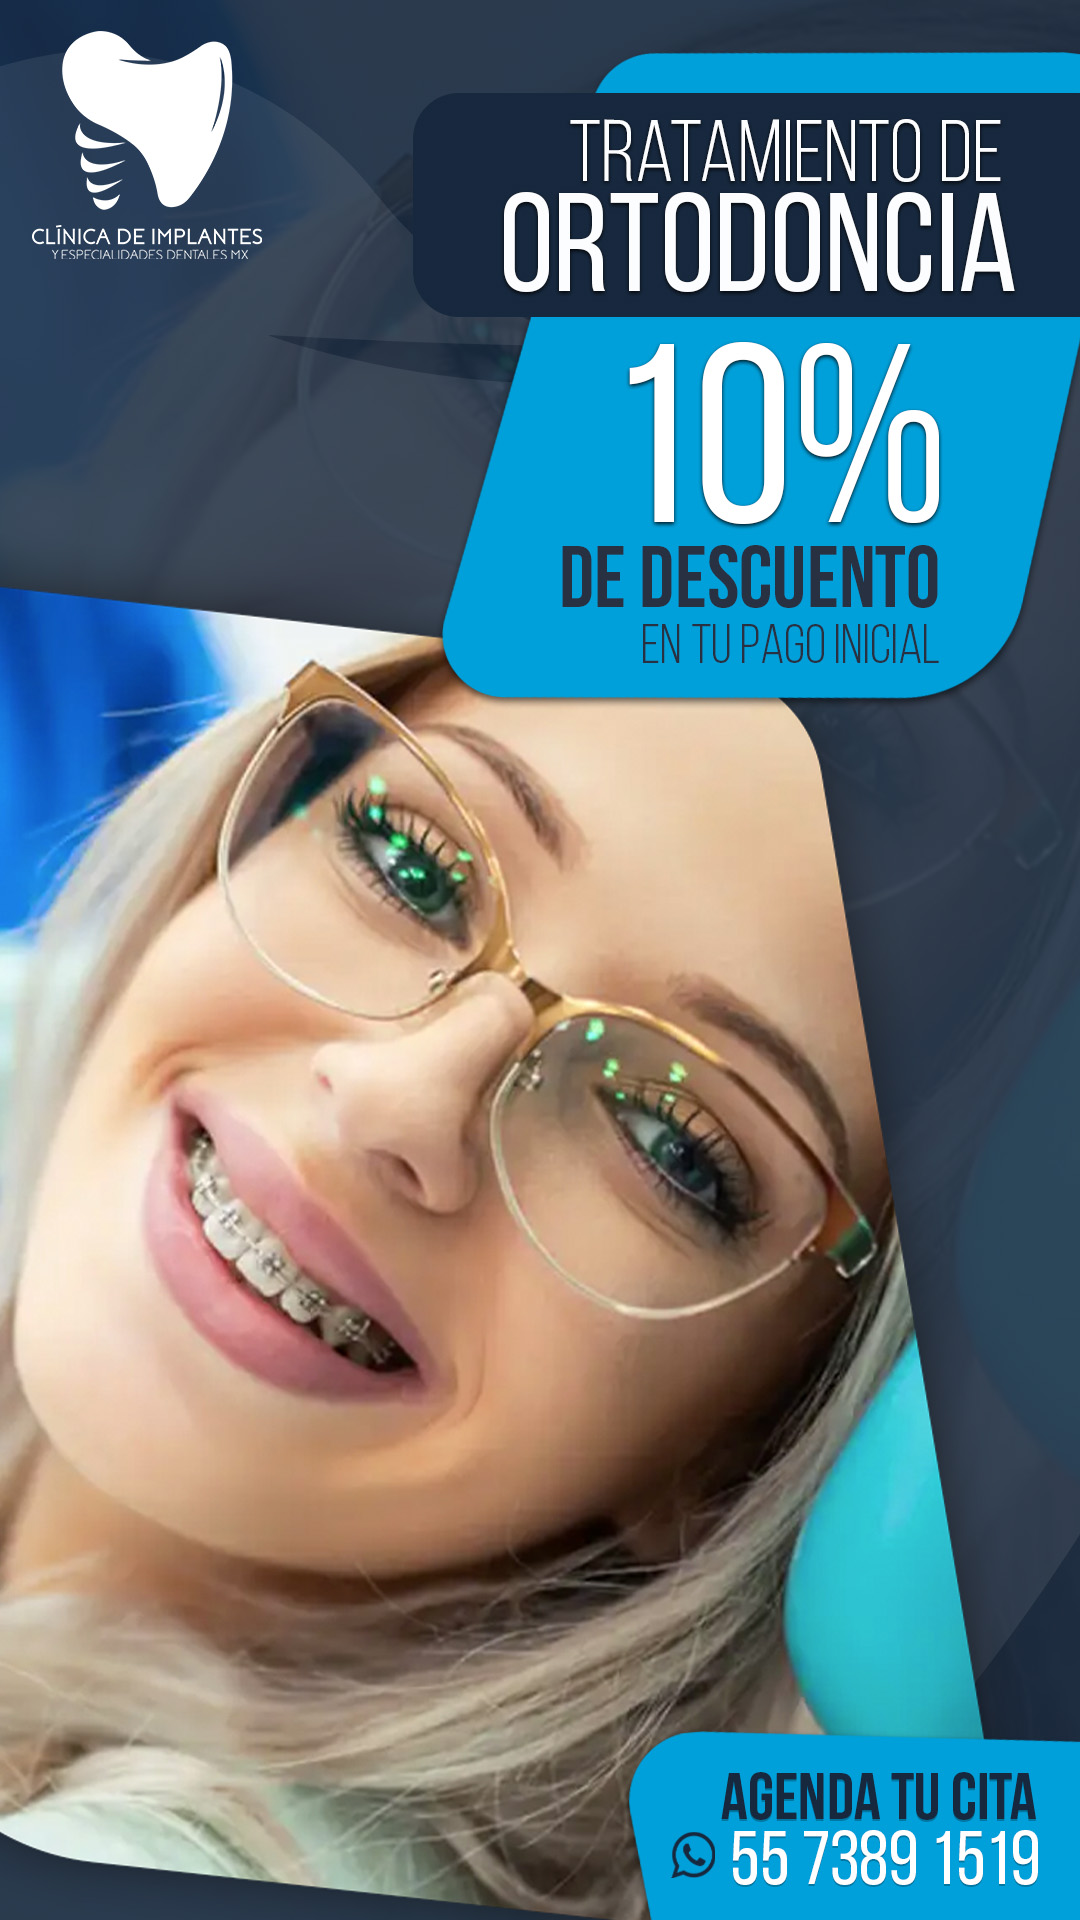 CLÍNICA DE IMPLANTES
Y ESPECIALIDADES DENTALES MX
TRATAMIENTO DE
ORTODONCIA
10%
DE DESCUENTO
EN TU PAGO INICIAL
AGENDA TU CITA
55 7389 1519